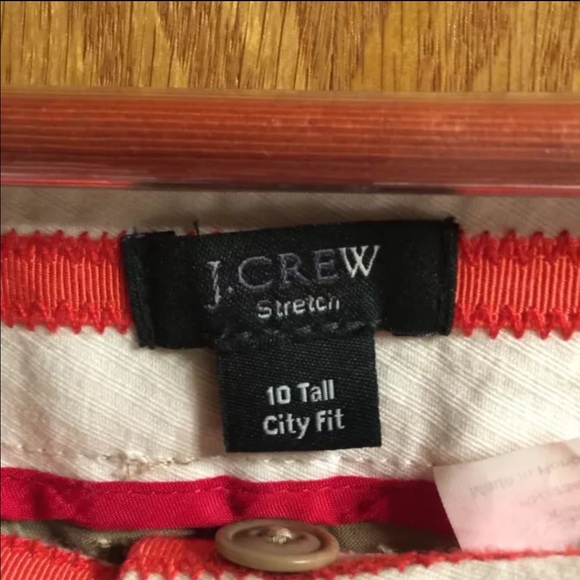 J.CREW
Stretch
10 Tall
City Fit